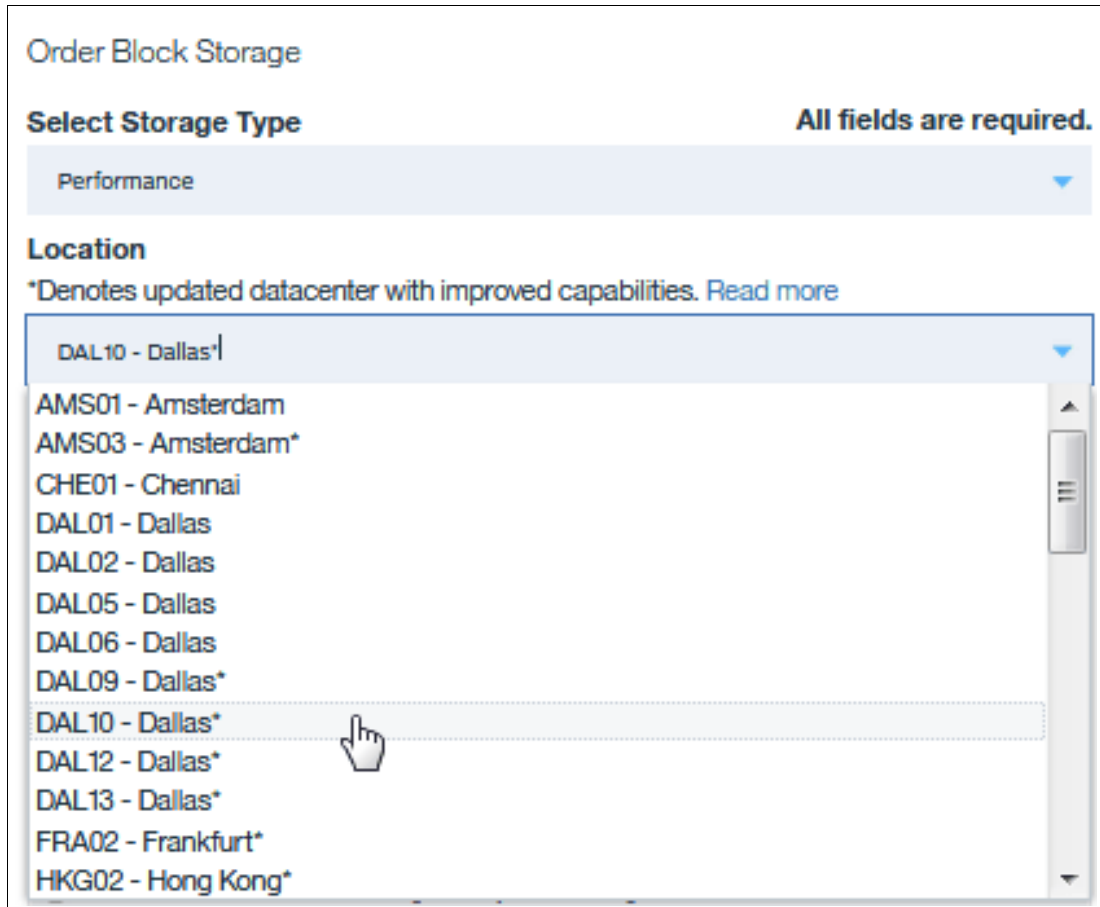 Order Block Storage
Select Storage Type All fields are required.
Performance
Location
*Denotes updated datacenter with improved capabilities. Read more
DAL10 - Dallas*
AMS01 - Amsterdam
AMS03 - Amsterdam*
CHE01 - Chennai
DAL01 - Dallas
DAL02 - Dallas
DAL05 - Dallas
DAL06 - Dallas
DAL09 - Dallas*
DAL10 - Dallas*
DAL12 - Dallas*
DAL13 - Dallas*
FRA02 - Frankfurt*
HKG02 - Hong Kong*